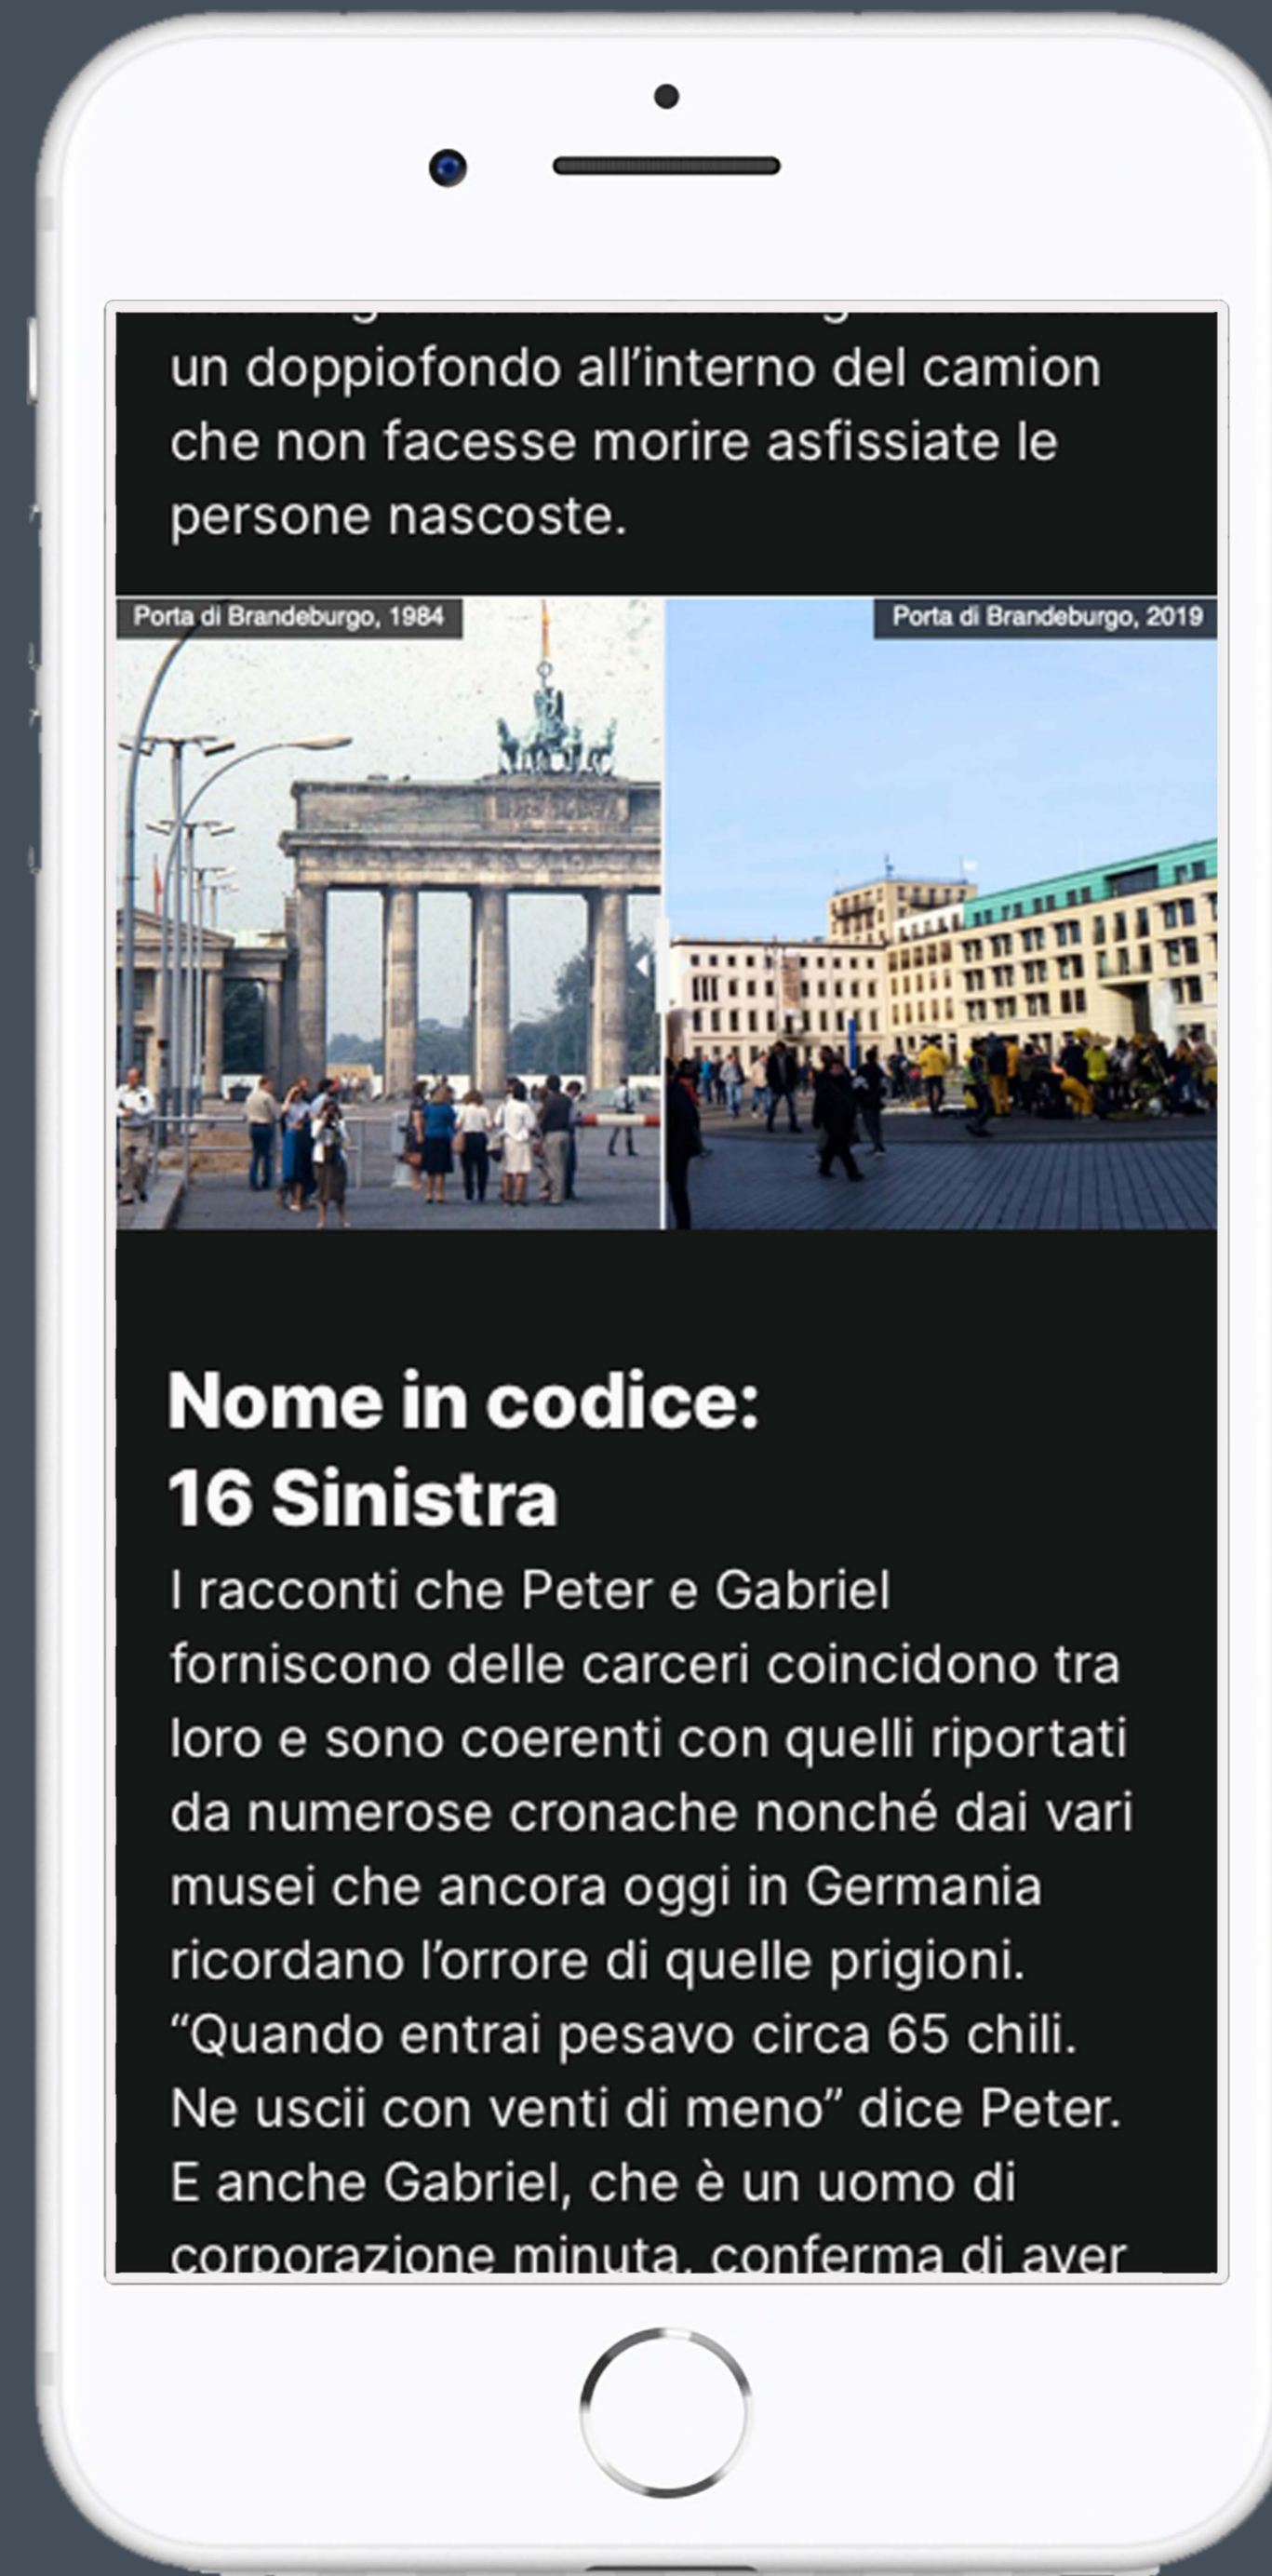 un doppiofondo all’interno del camion
che non facesse morire asfissiate le
persone nascoste.
Porta di Brandeburgo, 1984
Porta di Brandeburgo, 2019
Nome in codice:
16 Sinistra
I racconti che Peter e Gabriel
forniscono delle carceri coincidono tra
loro e sono coerenti con quelli riportati
da numerose cronache nonché dai vari
musei che ancora oggi in Germania
ricordano l’orrore di quelle prigioni.
“Quando entrai pesavo circa 65 chili.
Ne uscii con venti di meno” dice Peter.
E anche Gabriel, che è un uomo di
corporazione minuta, conferma di aver